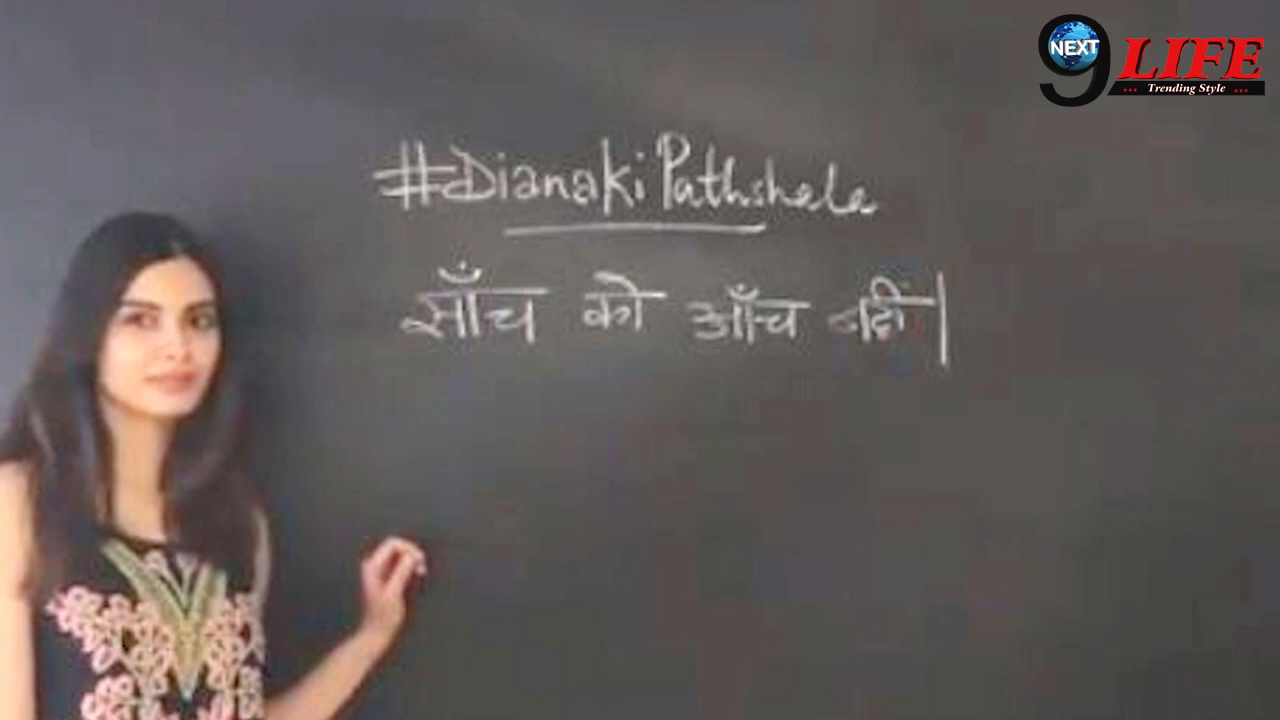 9 NEXT LIFE
... Trending Style ...
#DianakiPathshala
साँच को आँच नहीं।